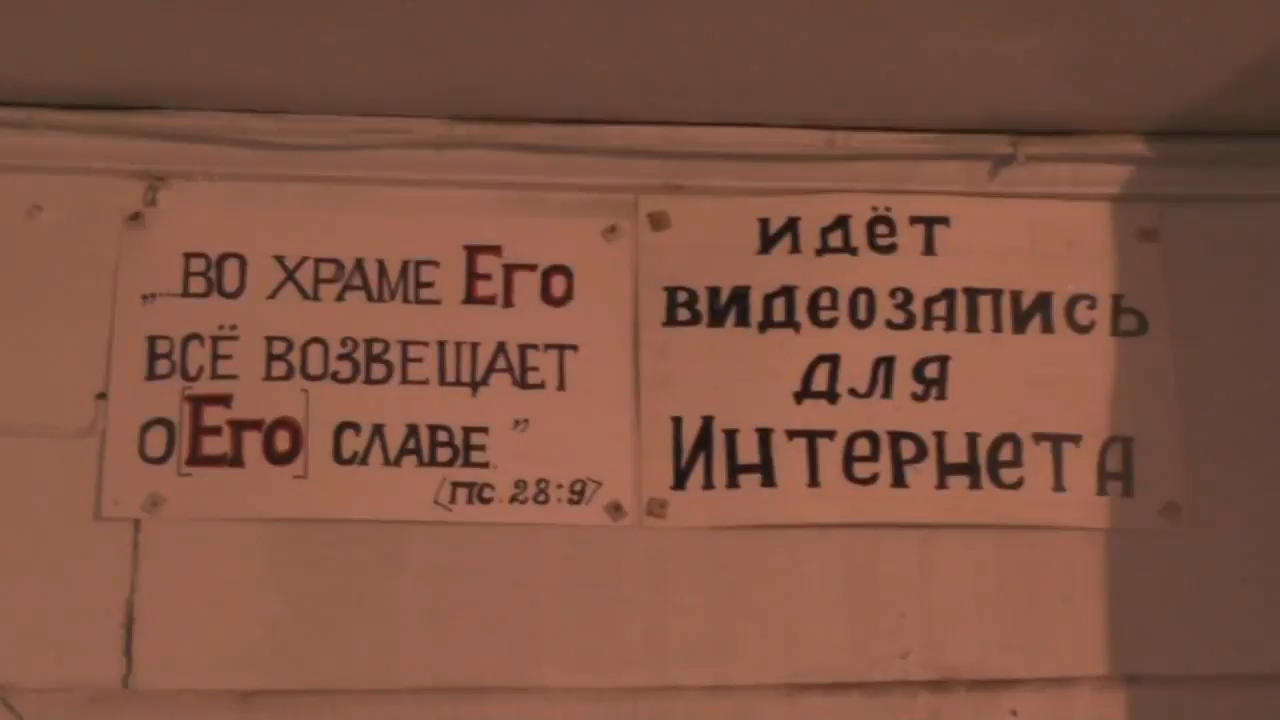 „ВО ХРАМЕ Его
ВСЁ ВОЗВЕЩАЕТ
О [Его] СЛАВЕ."
(ПС. 28:9)
ИДЁТ
ВИДЕОЗАПИСЬ
ДЛЯ
ИНТЕРНЕТА